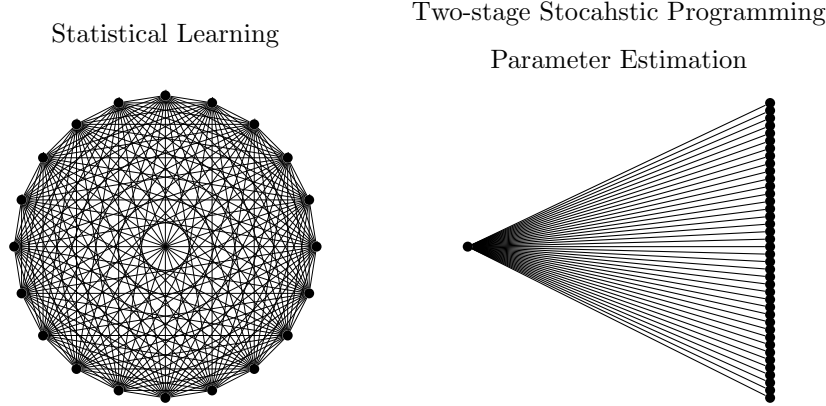 Statistical Learning
Two-stage Stocahstic Programming
Parameter Estimation